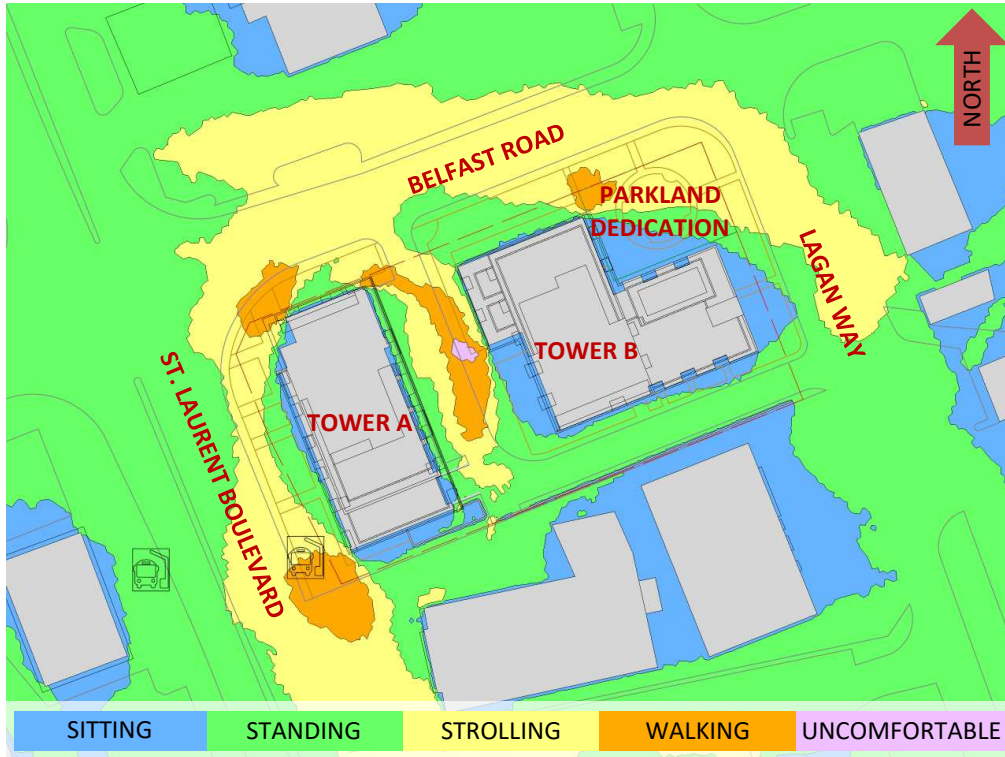 NORTH
BELFAST ROAD
PARKLAND
DEDICATION
LAGAN WAY
TOWER B
ST. LAURENT BOULEVARD
TOWER A
SITTING
STANDING
STROLLING
WALKING
UNCOMFORTABLE